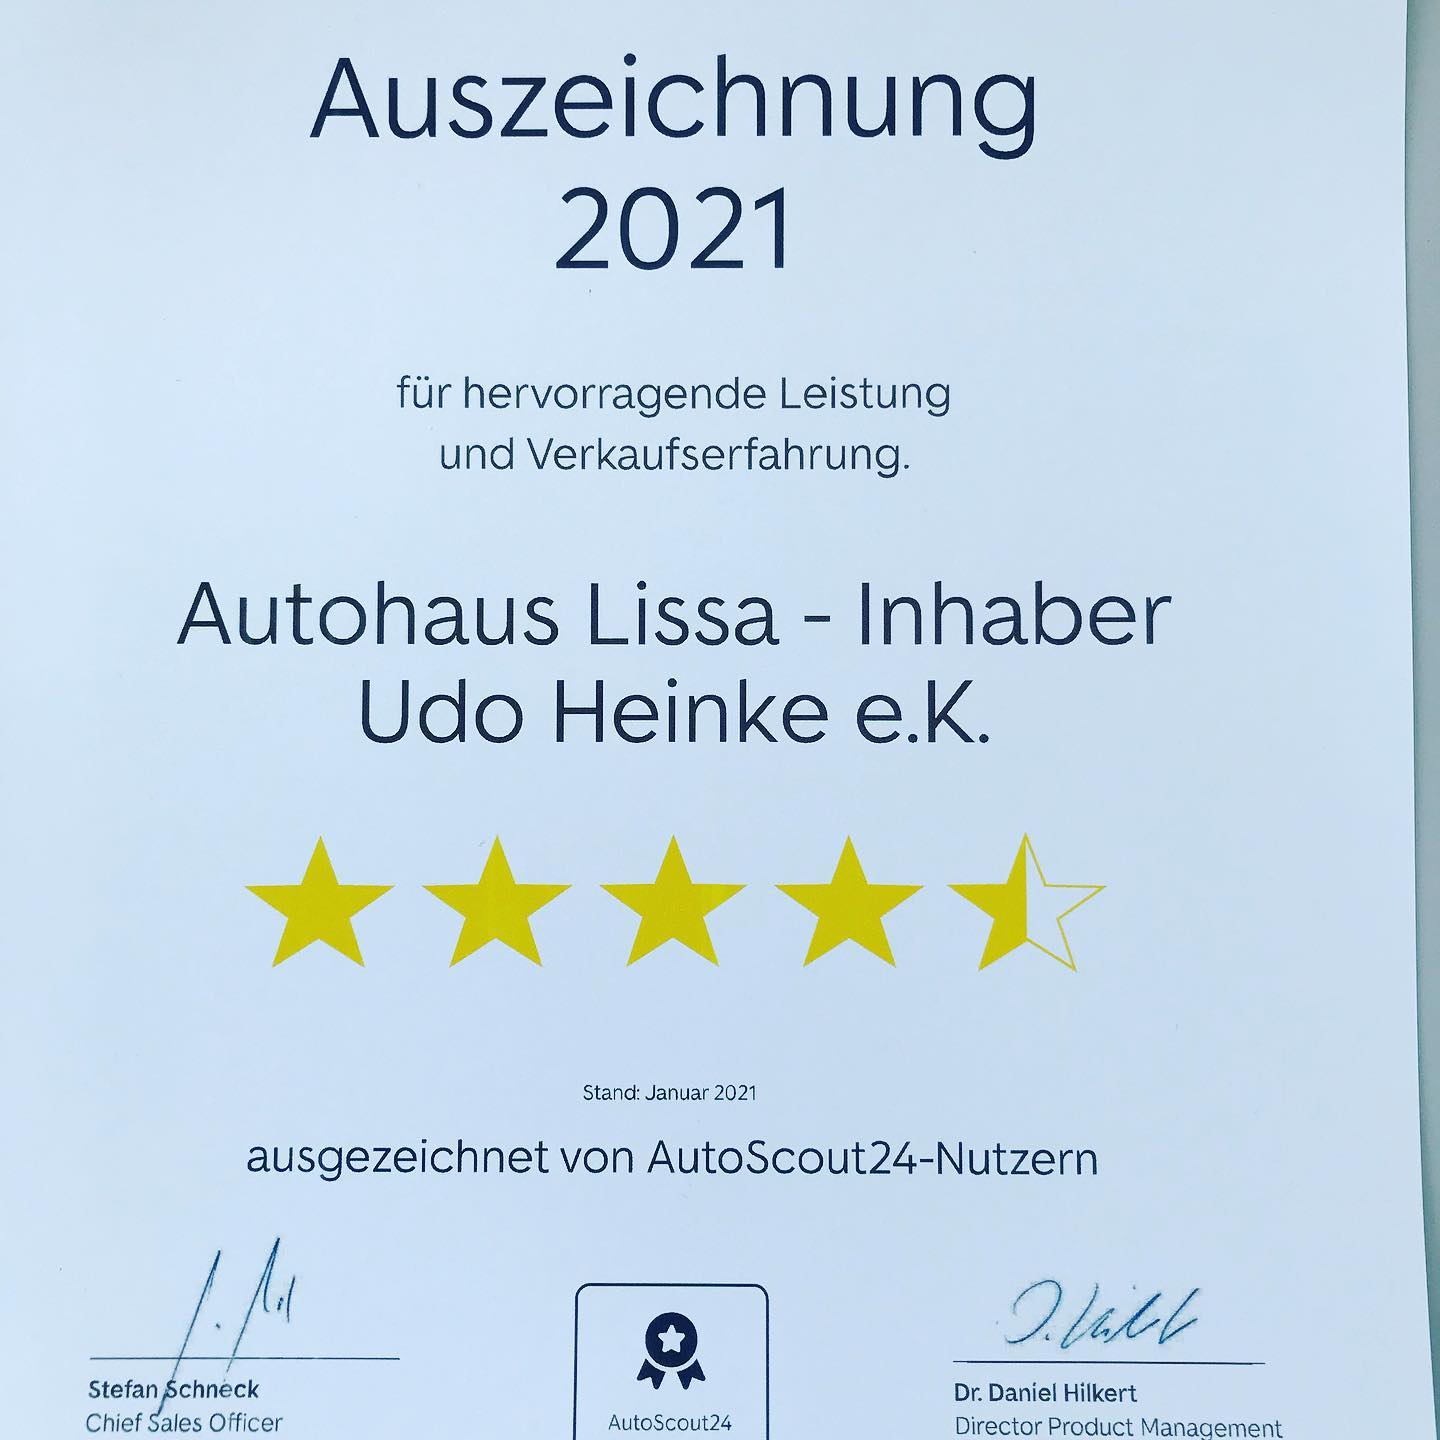 Auszeichnung
2021
für hervorragende Leistung
und Verkaufserfahrung.
Autohaus Lissa - Inhaber
Udo Heinke e.K.
Stand: Januar 2021
ausgezeichnet von AutoScout24-Nutzern
Stefan Schneck
Chief Sales Officer
AutoScout24
Dr. Daniel Hilkert
Director Product Management